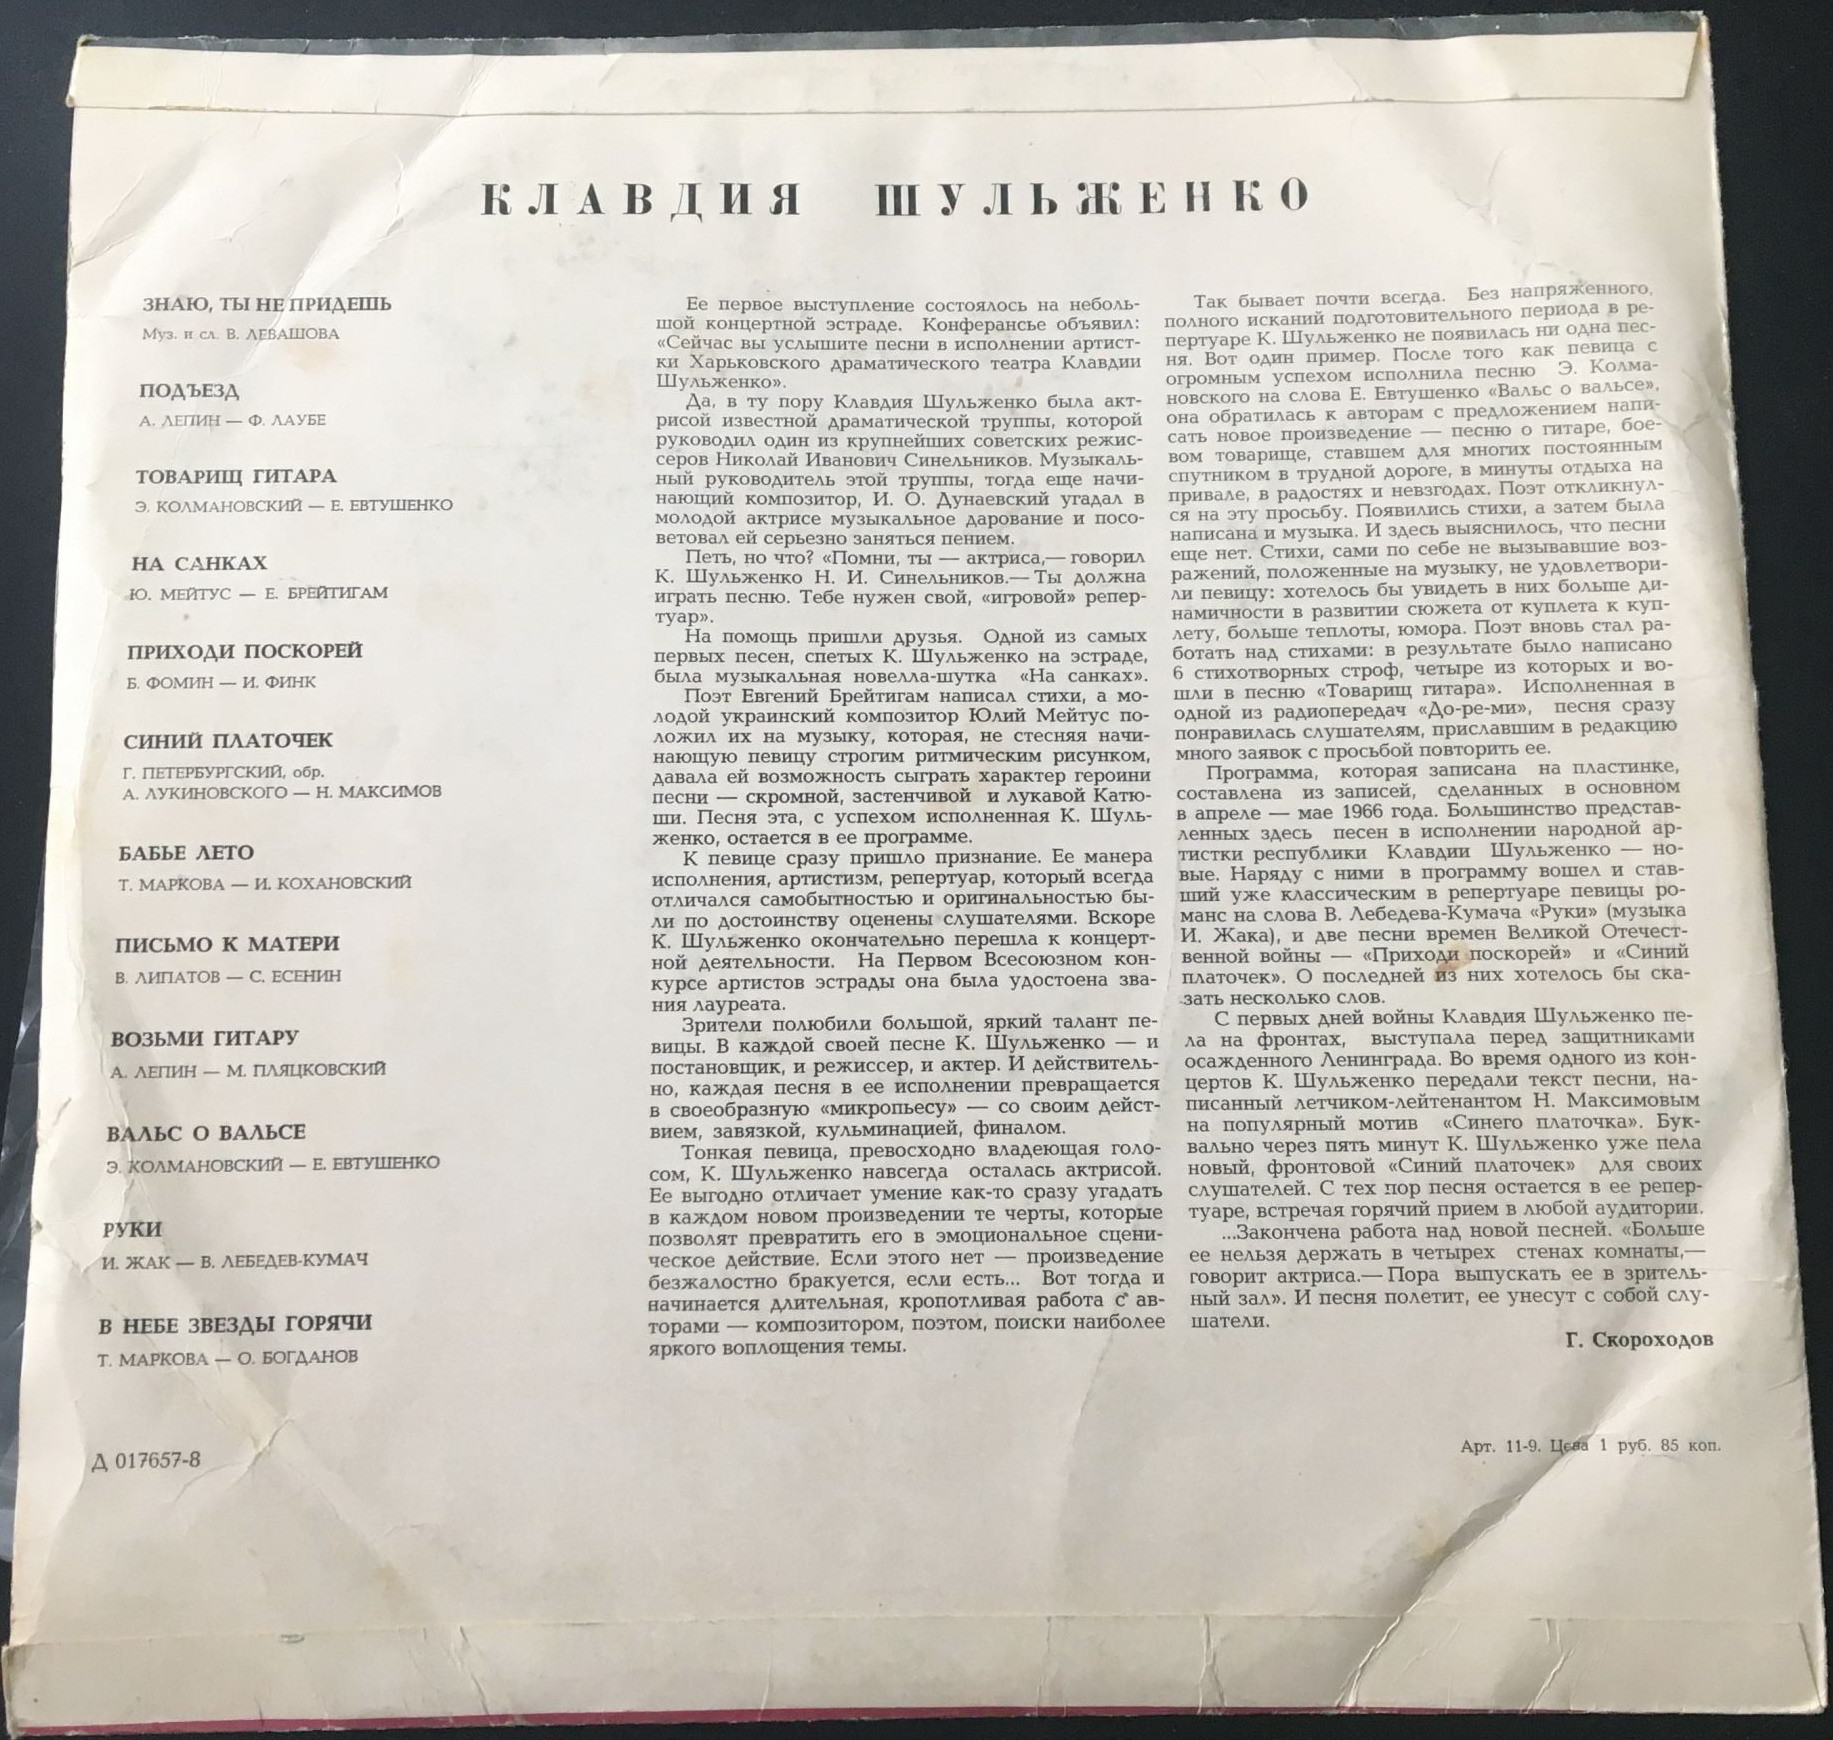 КЛАВДИЯ ШУЛЬЖЕНКО
ЗНАЮ, ТЫ НЕ ПРИДЕШЬ
Муз. и сл. В. ЛЕВАШОВА
ПОДЪЕЗД
А. ЛЕПИН — Ф. ЛАУБЕ
ТОВАРИЩ ГИТАРА
Э. КОЛМАНОВСКИЙ — Е. ЕВТУШЕНКО
НА САНКАХ
Ю. МЕЙТУС — Е. БРЕЙТИГАМ
ПРИХОДИ ПОСКОРЕЙ
Б. ФОМИН — И. ФИНК
СИНИЙ ПЛАТОЧЕК
Г. ПЕТЕРБУРГСКИЙ, обр.
А. ЛУКИНОВСКОГО — Н. МАКСИМОВ
БАБЬЕ ЛЕТО
Т. МАРКОВА — И. КОХАНОВСКИЙ
ПИСЬМО К МАТЕРИ
В. ЛИПАТОВ — С. ЕСЕНИН
ВОЗЬМИ ГИТАРУ
А. ЛЕПИН — М. ПЛЯЦКОВСКИЙ
ВАЛЬС О ВАЛЬСЕ
Э. КОЛМАНОВСКИЙ — Е. ЕВТУШЕНКО
РУКИ
И. ЖАК — В. ЛЕБЕДЕВ-КУМАЧ
В НЕБЕ ЗВЕЗДЫ ГОРЯЧИ
Т. МАРКОВА — О. БОГДАНОВ
Д 017657-8
Ее первое выступление состоялось на неболь-
шой концертной эстраде. Конферансье объявил:
«Сейчас вы услышите песни в исполнении артист-
ки Харьковского драматического театра Клавдии
Шульженко».
Да, в ту пору Клавдия Шульженко была акт-
рисой известной драматической труппы, которой
руководил один из крупнейших советских режис-
серов Николай Иванович Синельников. Музыкаль-
ный руководитель этой труппы, тогда еще начи-
нающий композитор, И. О. Дунаевский угадал в
молодой актрисе музыкальное дарование и посо-
ветовал ей серьезно заняться пением.
Петь, но что? «Помни, ты — актриса,— говорил
К. Шульженко Н. И. Синельников.— Ты должна
играть песню. Тебе нужен свой, «игровой» репер-
туар».
На помощь пришли друзья. Одной из самых
первых песен, спетых К. Шульженко на эстраде,
была музыкальная новелла-шутка «На санках».
Поэт Евгений Брейтигам написал стихи, а мо-
лодой украинский композитор Юлий Мейтус по-
ложил их на музыку, которая, не стесняя начи-
нающую певицу строгим ритмическим рисунком,
давала ей возможность сыграть характер героини
песни — скромной, застенчивой и лукавой Катю-
ши. Песня эта, с успехом исполненная К. Шуль-
женко, остается в ее программе.
К певице сразу пришло признание. Ее манера
исполнения, артистизм, репертуар, который всегда
отличался самобытностью и оригинальностью бы-
ли по достоинству оценены слушателями. Вскоре
К. Шульженко окончательно перешла к концерт-
ной деятельности. На Первом Всесоюзном кон-
курсе артистов эстрады она была удостоена зва-
ния лауреата.
Зрители полюбили большой, яркий талант пе-
вицы. В каждой своей песне К. Шульженко — и
постановщик, и режиссер, и актер. И действитель-
но, каждая песня в ее исполнении превращается
в своеобразную «микропьесу» — со своим дейст-
вием, завязкой, кульминацией, финалом.
Тонкая певица, превосходно владеющая голо-
сом, К. Шульженко навсегда осталась актрисой.
Ее выгодно отличает умение как-то сразу угадать
в каждом новом произведении те черты, которые
позволят превратить его в эмоциональное сцени-
ческое действие. Если этого нет — произведение
безжалостно бракуется, если есть... Вот тогда и
начинается длительная, кропотливая работа с ав-
торами — композитором, поэтом, поиски наиболее
яркого воплощения темы.
Так бывает почти всегда. Без напряженного,
полного исканий подготовительного периода в ре-
пертуаре К. Шульженко не появилась ни одна пес-
ня. Вот один пример. После того как певица с
огромным успехом исполнила песню Э. Колма-
новского на слова Е. Евтушенко «Вальс о вальсе»,
она обратилась к авторам с предложением напи-
сать новое произведение — песню о гитаре, бое-
вом товарище, ставшем для многих постоянным
спутником в трудной дороге, в минуты отдыха на
привале, в радостях и невзгодах. Поэт откликнул-
ся на эту просьбу. Появились стихи, а затем была
написана и музыка. И здесь выяснилось, что песни
еще нет. Стихи, сами по себе не вызывавшие воз-
ражений, положенные на музыку, не удовлетвори-
ли певицу: хотелось бы увидеть в них больше ди-
намичности в развитии сюжета от куплета к куп-
лету, больше теплоты, юмора. Поэт вновь стал ра-
ботать над стихами: в результате было написано
6 стихотворных строф, четыре из которых и во-
шли в песню «Товарищ гитара». Исполненная в
одной из радиопередач «До-ре-ми», песня сразу
понравилась слушателям, приславшим в редакцию
много заявок с просьбой повторить ее.
Программа, которая записана на пластинке,
составлена из записей, сделанных в основном
в апреле — мае 1966 года. Большинство представ-
ленных здесь песен в исполнении народной ар-
тистки республики Клавдии Шульженко — но-
вые. Наряду с ними в программу вошел и став-
ший уже классическим в репертуаре певицы ро-
манс на слова В. Лебедева-Кумача «Руки» (музыка
И. Жака), и две песни времен Великой Отечест-
венной войны — «Приходи поскорей» и «Синий
платочек». О последней из них хотелось бы ска-
зать несколько слов.
С первых дней войны Клавдия Шульженко пе-
ла на фронтах, выступала перед защитниками
осажденного Ленинграда. Во время одного из кон-
цертов К. Шульженко передали текст песни, на-
писанный летчиком-лейтенантом Н. Максимовым
на популярный мотив «Синего платочка». Бук-
вально через пять минут К. Шульженко уже пела
новый, фронтовой «Синий платочек» для своих
слушателей. С тех пор песня остается в ее репер-
туаре, встречая горячий прием в любой аудитории.
...Закончена работа над новой песней. «Больше
ее нельзя держать в четырех стенах комнаты,—
говорит актриса.— Пора выпускать ее в зритель-
ный зал». И песня полетит, ее унесут с собой слу-
шатели.
Г. Скороходов
Арт. 11-9. Цена 1 руб. 85 коп.